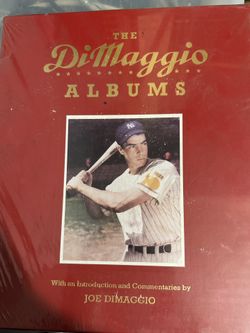 THE
DiMaggio
ALBUMS
With an Introduction and Commentaries by
JOE DIMAGGIO